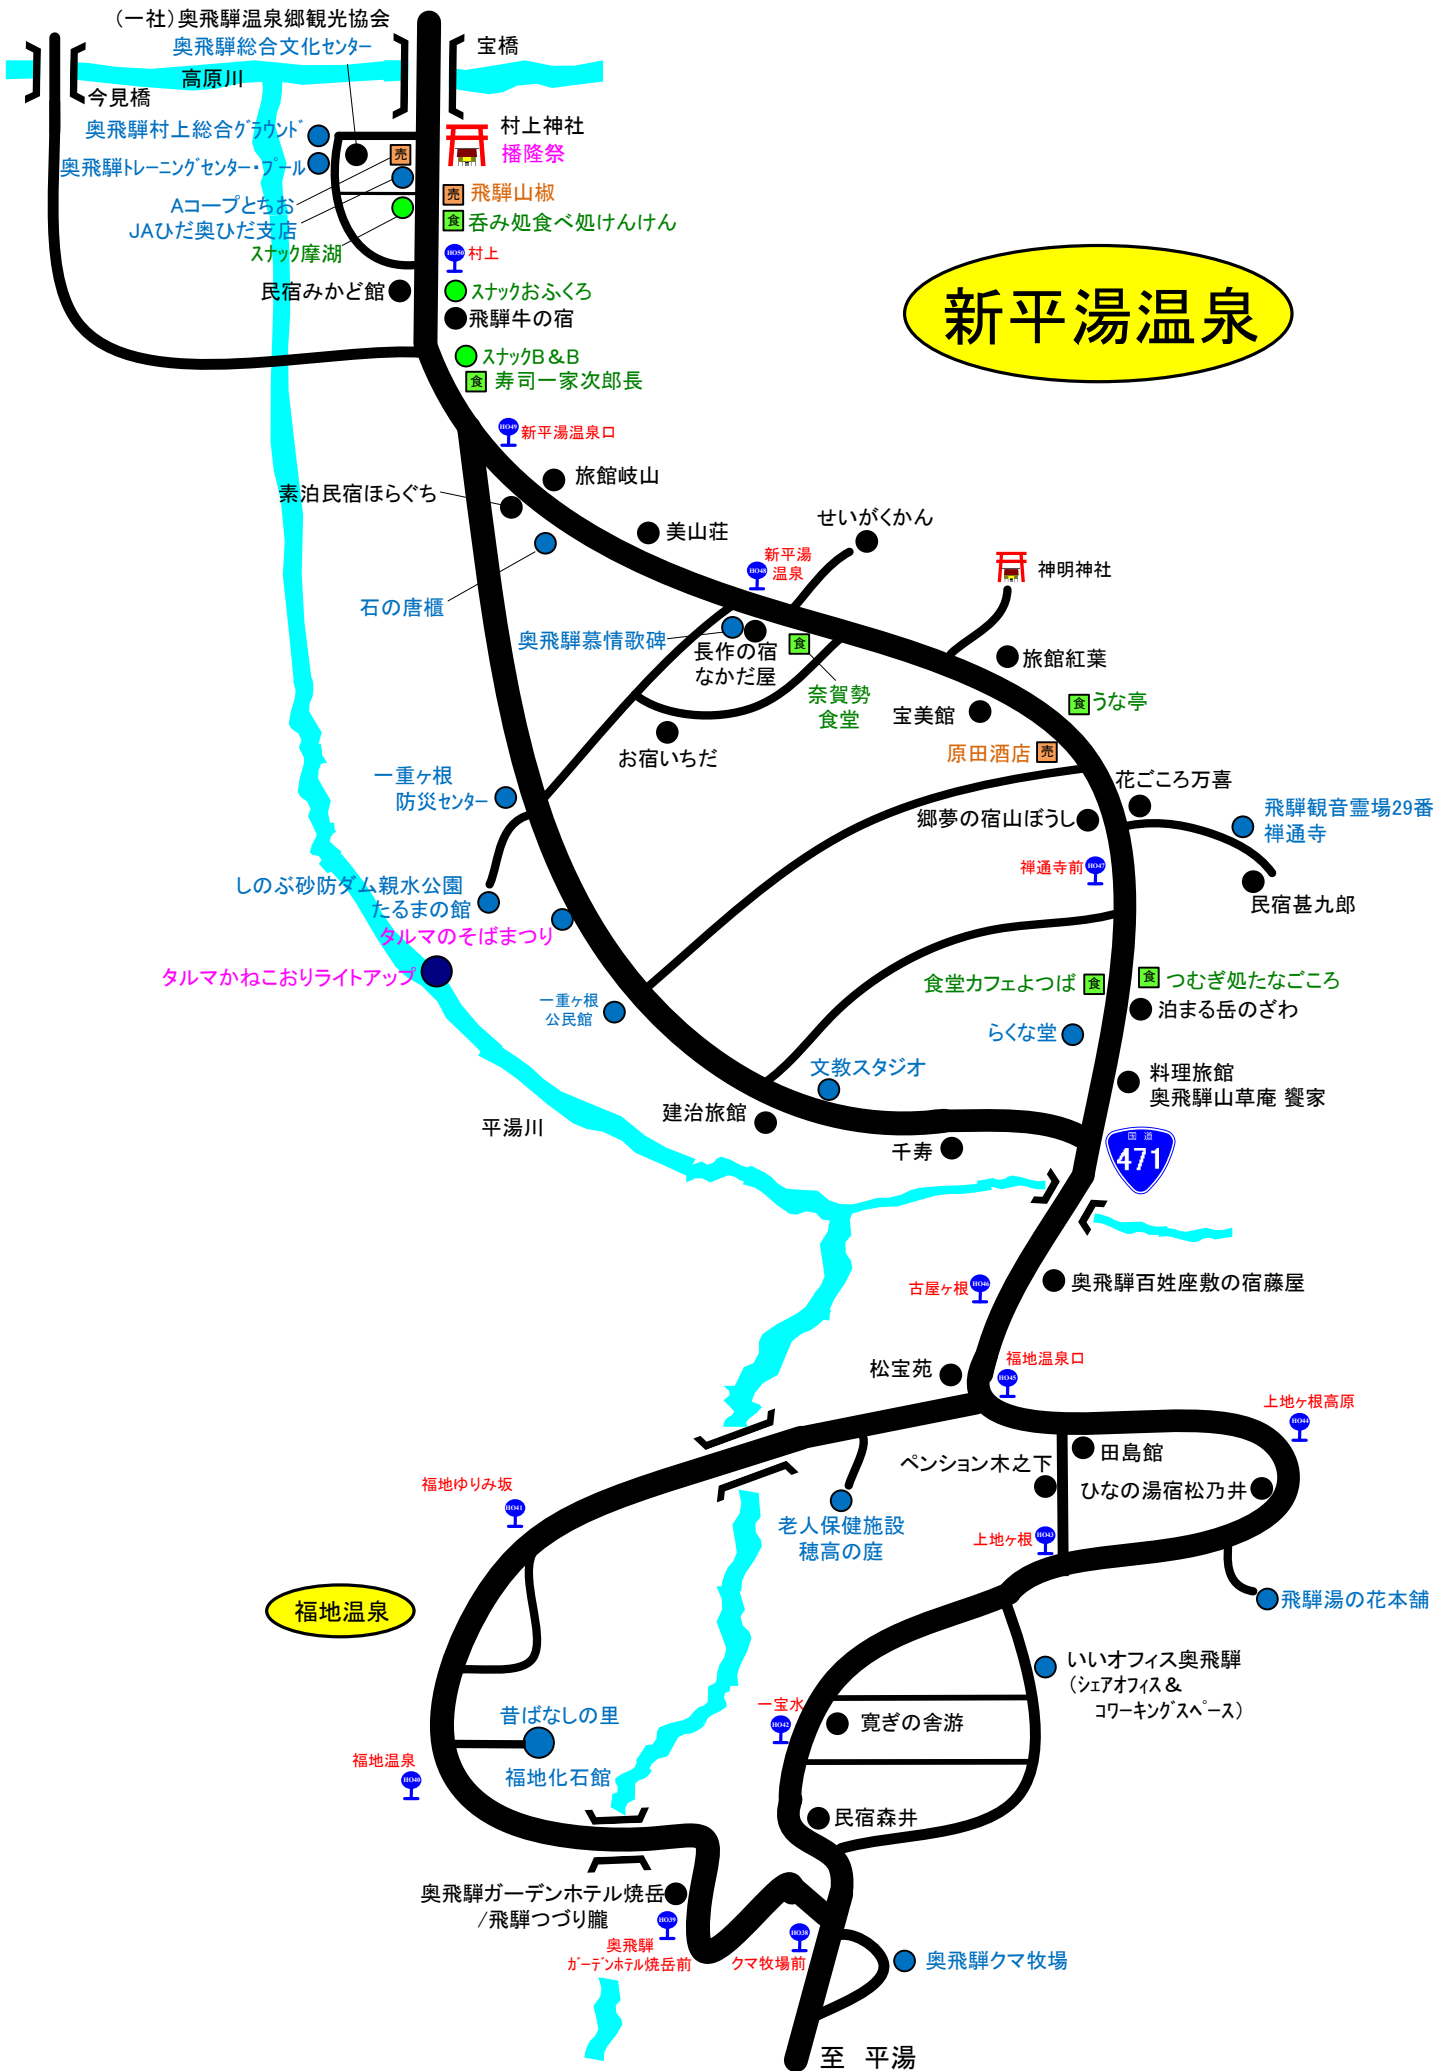 （一社）奥飛騨温泉郷観光協会
奥飛騨総合文化センター
宝橋
高原川
今見橋
奥飛騨村上総合グラウンド
村上神社
播隆祭
奥飛騨トレーニングセンター・プール
売
売
飛騨山椒
Aコープとちお
食
呑み処食べ処けんけん
JAひだ奥ひだ支店
スナック摩湖
HO50
村上
民宿みかど館
スナックおふくろ
飛騨牛の宿
新平湯温泉
スナックB＆B
食
寿司一家次郎長
HO49
新平湯温泉口
旅館岐山
素泊民宿ほらぐち
美山荘
せいがくかん
新平湯
温泉
HO48
神明神社
石の唐櫃
奥飛騨慕情歌碑
長作の宿
なかだ屋
食
奈賀勢
食堂
旅館紅葉
食
うな亭
宝美館
原田酒店
売
お宿いちだ
一重ヶ根
防災センター
花ごころ万喜
飛騨観音霊場29番
禅通寺
郷夢の宿山ぼうし
禅通寺前
HO47
民宿甚九郎
しのぶ砂防ダム親水公園
たるまの館
タルマのそばまつり
タルマかねこおりライトアップ
食堂カフェよつば
食
食
つむぎ処たなごころ
一重ヶ根
公民館
泊まる岳のざわ
らくな堂
文教スタジオ
料理旅館
奥飛騨山草庵 饗家
建治旅館
平湯川
千寿
国道
471
古屋ヶ根
HO46
奥飛騨百姓座敷の宿藤屋
松宝苑
福地温泉口
HO45
上地ヶ根高原
HO44
田島館
ペンション木之下
ひなの湯宿松乃井
福地ゆりみ坂
HO41
老人保健施設
穂高の庭
上地ヶ根
HO43
福地温泉
飛騨湯の花本舗
いいオフィス奥飛騨
（シェアオフィス＆
コワーキングスペース）
昔ばなしの里
一宝水
HO42
寛ぎの舎游
福地温泉
HO40
福地化石館
民宿森井
奥飛騨ガーデンホテル焼岳
/飛騨つづり朧
HO39
奥飛騨
ガーデンホテル焼岳前
HO38
クマ牧場前
奥飛騨クマ牧場
至 平湯